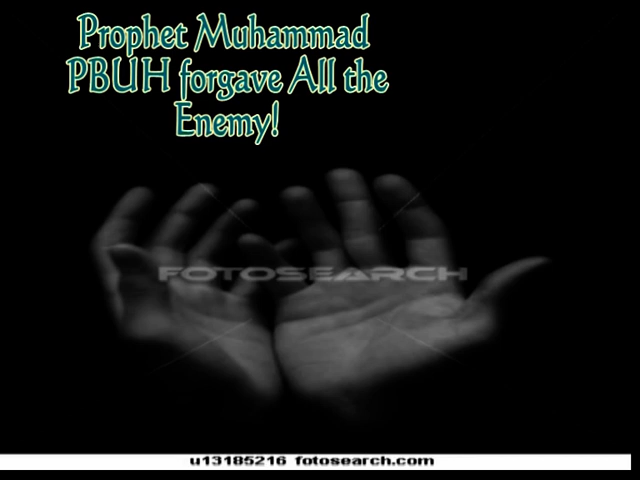 Prophet Muhammad
PBUH forgave All the
Enemy!
FOTOSEARCH
u13185216 fotosearch.com